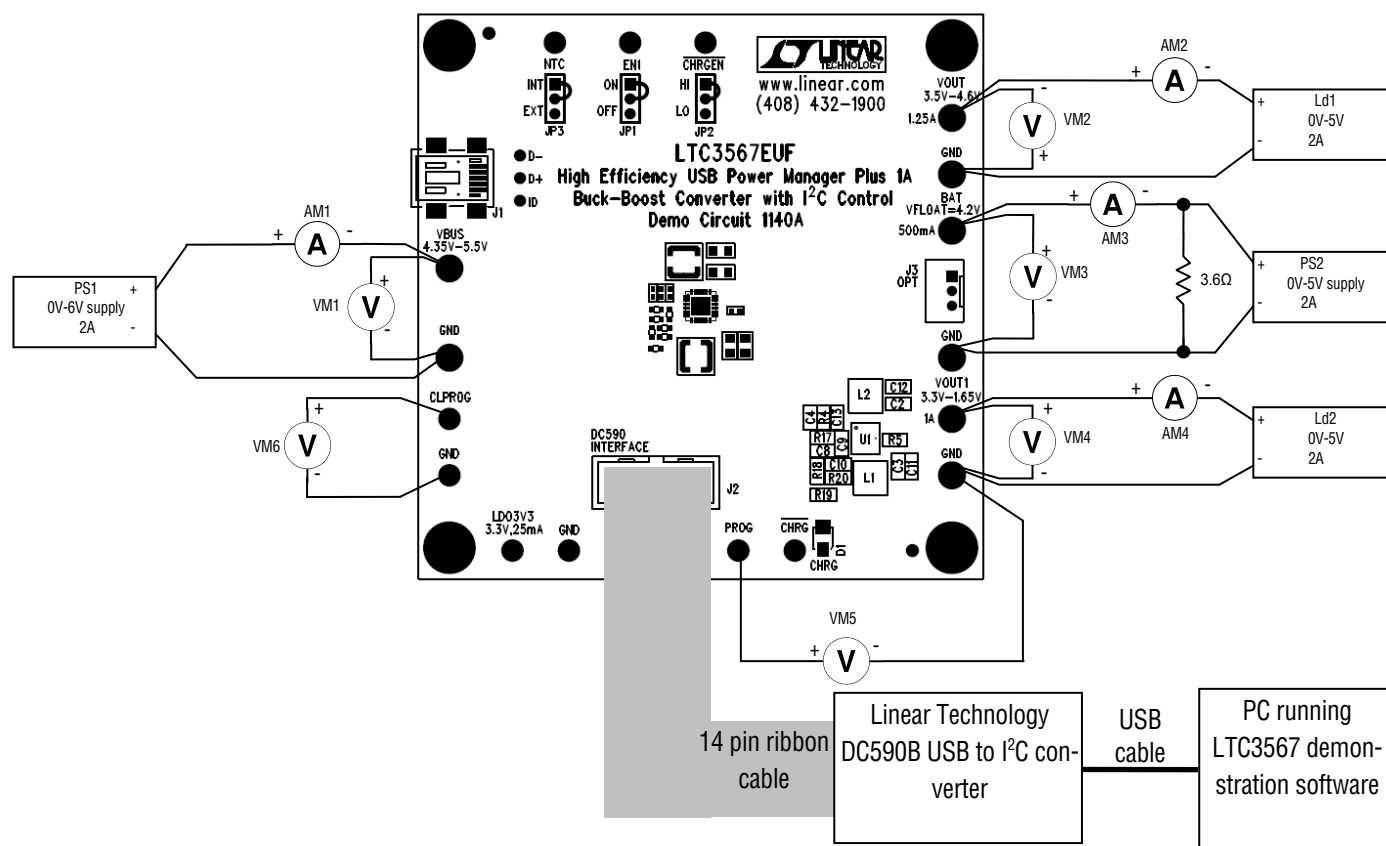 NTC
EN1
CHRGEN
INT
EXT
JP3
ON
OFF
JP1
HI
LO
JP2
LT LINEAR
TECHNOLOGY
www.linear.com
(408) 432-1900
VOUT
3.5V-4.6V
1.25A
GND
AM2
+
A
-
-
V
VM2
+
+
Ld1
0V-5V
2A
-
LTC3567EUF
High Efficiency USB Power Manager Plus 1A
Buck-Boost Converter with I²C Control
Demo Circuit 1140A
D-
D+
ID
J1
VBUS
4.35V-5.5V
GND
AM1
+
A
-
+
VM1
V
-
PS1
+
0V-6V supply
2A
-
BAT
VFLOAT=4.2V
500mA
J3
OPT
GND
+
A
-
AM3
+
V
VM3
-
3.6Ω
+
PS2
0V-5V supply
-
2A
CLPROG
GND
+
VM6
V
-
VOUT1
3.3V-1.65V
1A
GND
+
A
-
AM4
+
V
VM4
-
+
Ld2
0V-5V
-
2A
L2
C12
C2
C4
R4
C13
R17
C8
C9
U1
R5
R18
C10
R20
L1
C3
C11
R19
DC590
INTERFACE
J2
LDO3V3
3.3V,25mA
GND
PROG
CHRG
D1
CHRG
VM5
+
V
-
14 pin ribbon
cable
Linear Technology
DC590B USB to I²C con-
verter
USB
cable
PC running
LTC3567 demon-
stration software